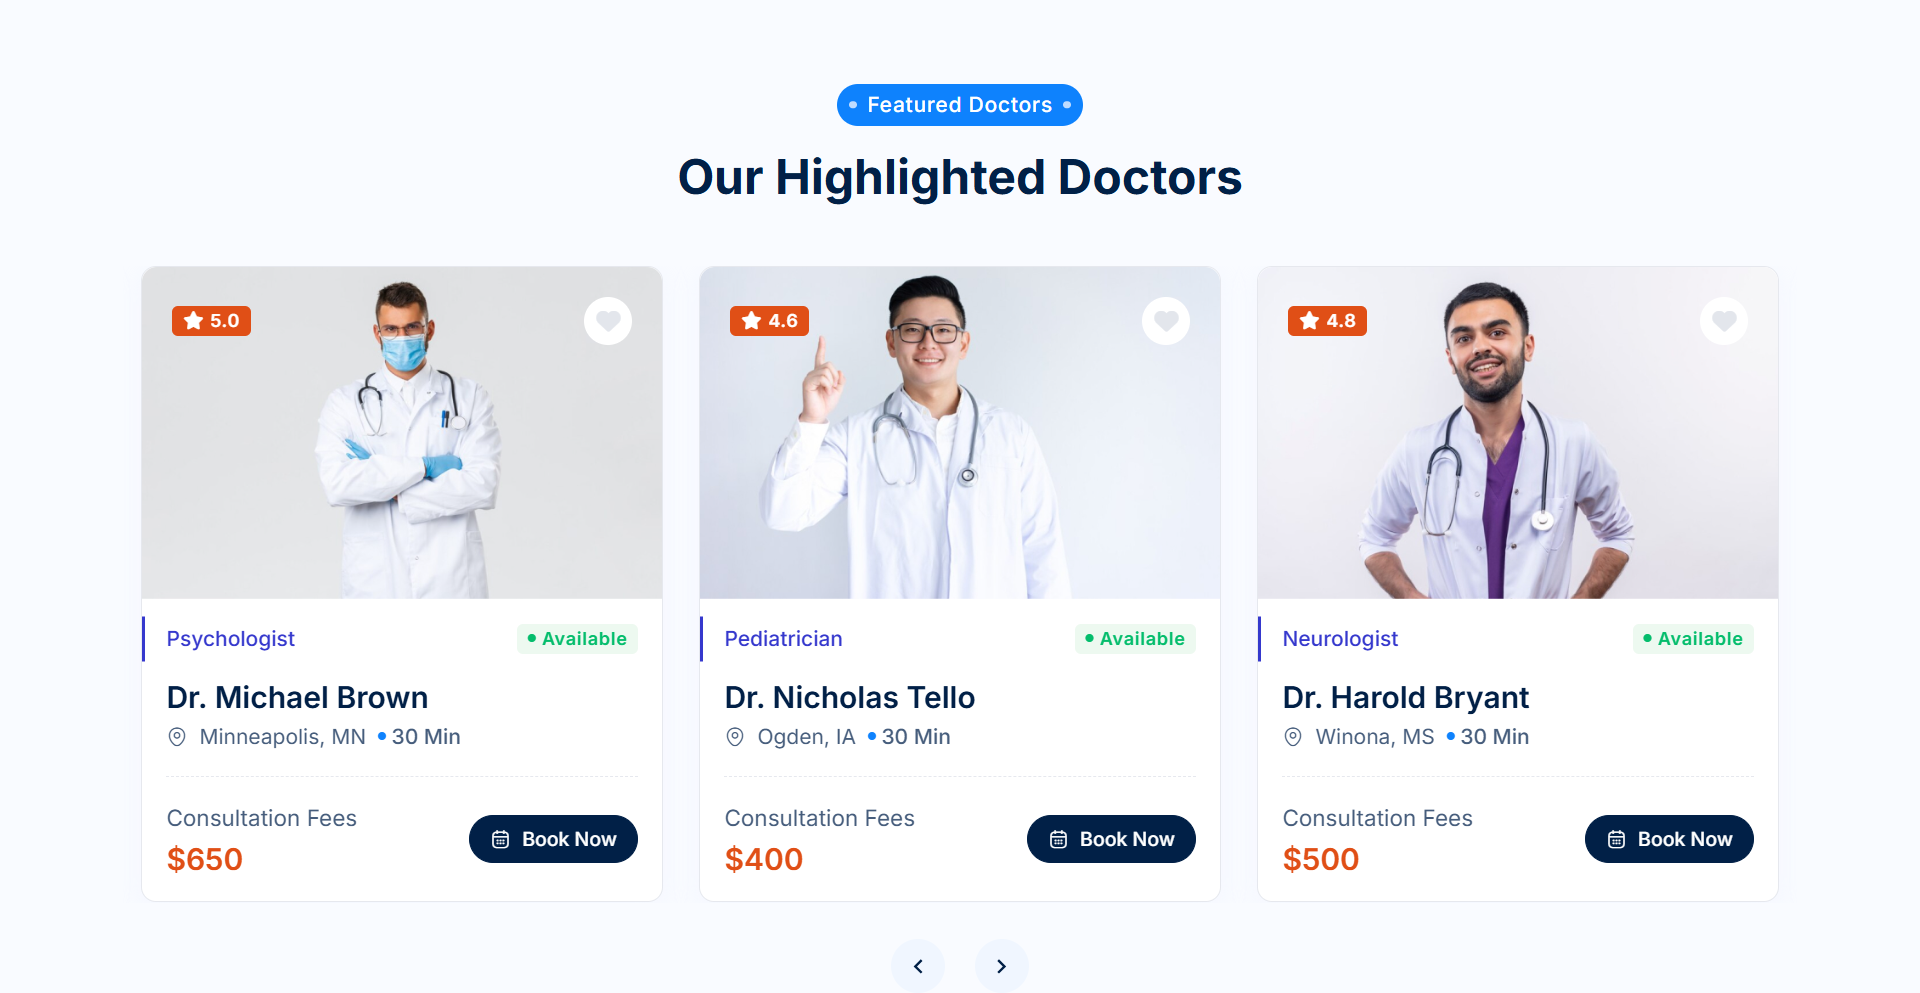 Featured Doctors
Our Highlighted Doctors
5.0
4.6
4.8
Psychologist
Available
Dr. Michael Brown
Minneapolis, MN • 30 Min
Consultation Fees
$650
Book Now
Pediatrician
Available
Dr. Nicholas Tello
Ogden, IA • 30 Min
Consultation Fees
$400
Book Now
Neurologist
Available
Dr. Harold Bryant
Winona, MS • 30 Min
Consultation Fees
$500
Book Now